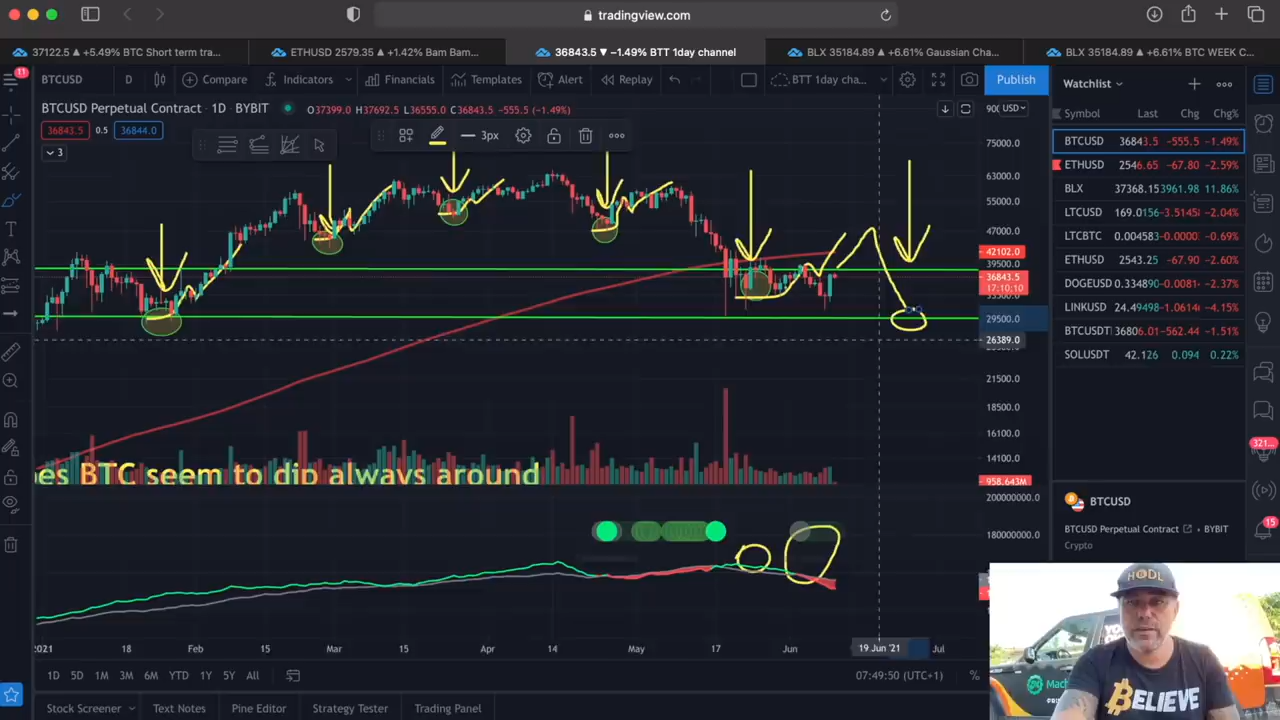 tradingview.com
37122.5 ▲ +5.49% BTC Short term tra...
ETHUSD 2579.35 ▲ +1.42% Bam Bam...
36843.5 ▼ −1.49% BTT 1day channel
BLX 35184.89 ▲ +6.61% Gaussian Cha...
BLX 35184.89 ▲ +6.61% BTC WEEK C...
11
BTCUSD
D
Compare
Indicators
Financials
Templates
Alert
Replay
BTT 1day cha...
Publish
Watchlist
BTCUSD Perpetual Contract · 1D · BYBIT
O37399.0 H37692.5 L36555.0 C36843.5 −555.5 (−1.49%)
USD
36843.5
0.5
36844.0
3px
3
Symbol Last Chg Chg%
BTCUSD 36843.5 −555.5 −1.49%
ETHUSD 2546.65 −67.80 −2.59%
BLX 37368.15 3961.98 11.86%
LTCUSD 169.0156 −3.5145 −2.04%
LTCBTC 0.004583 −0.0000 −0.69%
ETHUSD 2543.25 −67.90 −2.60%
DOGEUSD 0.334890 −0.0081 −2.37%
LINKUSD 24.49498 −1.0614 −4.15%
BTCUSDT 36806.01 −562.44 −1.51%
SOLUSDT 42.126 0.094 0.22%
75000.0
63000.0
55000.0
47000.0
42102.0
39500.0
36843.5
17:10:10
29500.0
26389.0
21500.0
18500.0
16100.0
14100.0
958.643M
200000000.0
180000000.0
es BTC seem to dip always around
321...
15
BTCUSD
BTCUSD Perpetual Contract · BYBIT
Crypto
2021 18 Feb 15 Mar 15 Apr 14 May 17 Jun 19 Jun '21 Jul
1D 5D 1M 3M 6M YTD 1Y 5Y All
07:49:50 (UTC+1)
%
Stock Screener
Text Notes
Pine Editor
Strategy Tester
Trading Panel
HODL
Mach
BELIEVE